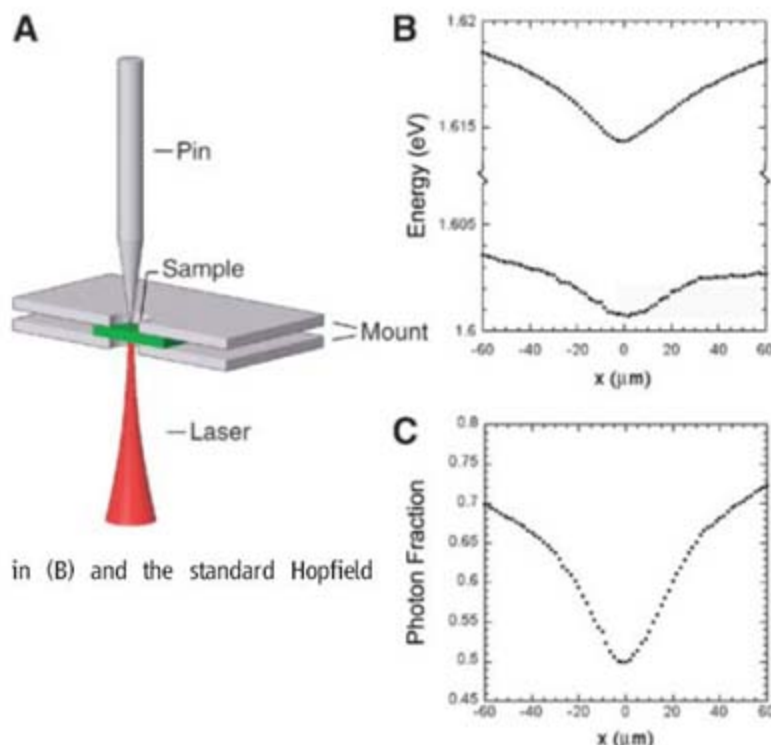 A
Pin
Sample
Mount
Laser
in (B) and the standard Hopfield
B
1.62
1.615
1.605
1.6
Energy (eV)
-60 -40 -20 0 20 40 60
x (μm)
C
0.8
0.75
0.7
0.65
0.6
0.55
0.5
0.45
Photon Fraction
-60 -40 -20 0 20 40 60
x (μm)